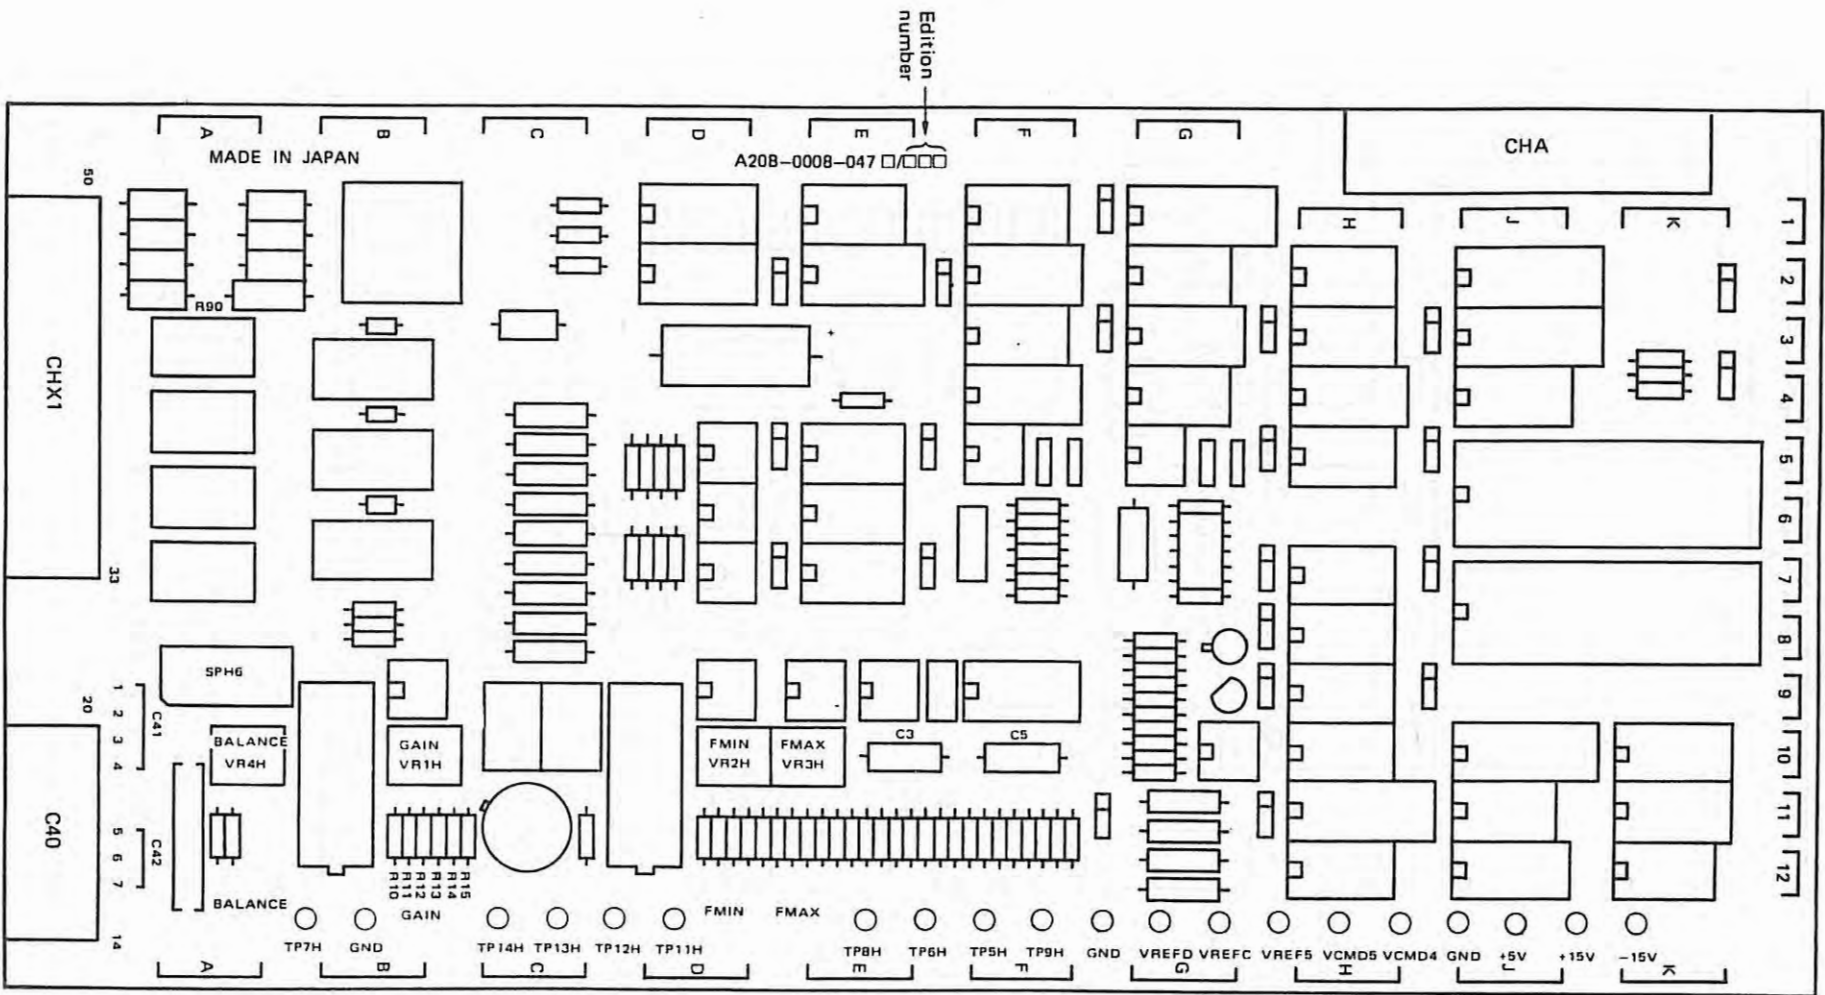 Edition
number
A B C D E F G CHA
MADE IN JAPAN
A20B-0008-047 □/□□□
H J K
50
1
2
R90
3
+
CHX1
4
5
6
33
7
8
SPH6
1
20
2
C41
9
3
BALANCE
VR4H
GAIN
VR1H
FMIN
VR2H
FMAX
VR3H
C3
C5
10
4
C40
5
C42
6
7
11
12
R10
R11
R12
R13
R14
R15
BALANCE
GAIN
FMIN
FMAX
14
TP7H GND TP14H TP13H TP12H TP11H TP8H TP6H TP5H TP9H GND VREFD VREFC VREF5 VCMD5 VCMD4 GND +5V +15V -15V
A B C D E F G H J K